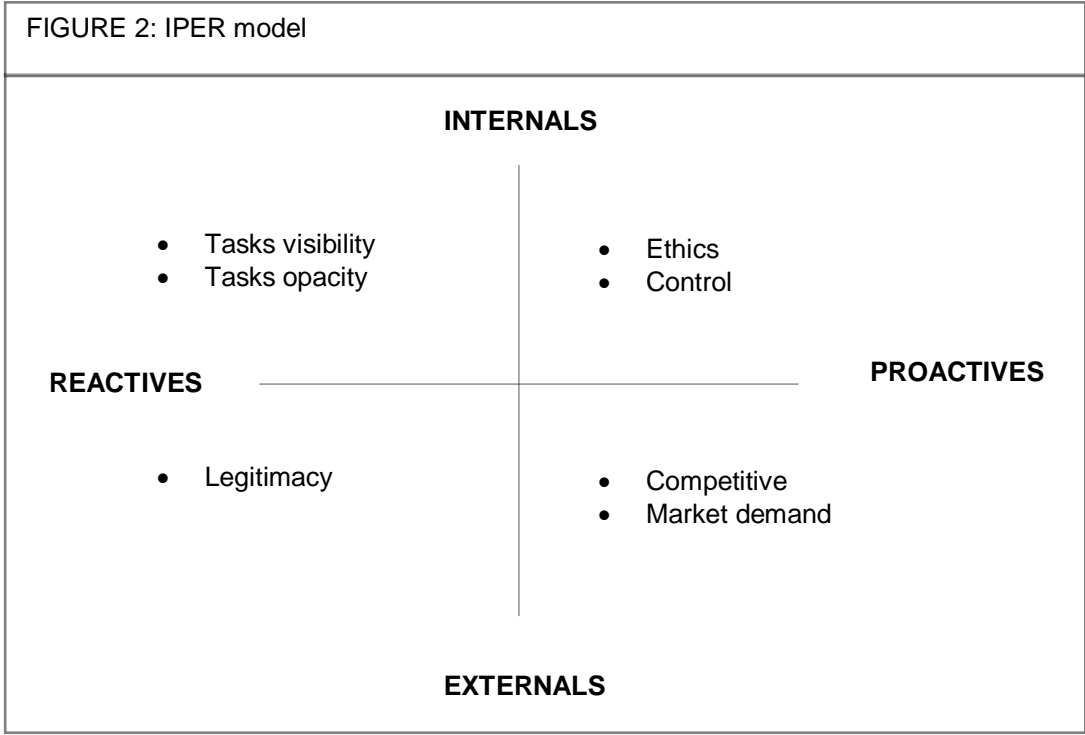 FIGURE 2: IPER model
INTERNALS
• Tasks visibility
• Tasks opacity
• Ethics
• Control
REACTIVES
PROACTIVES
• Legitimacy
• Competitive
• Market demand
EXTERNALS